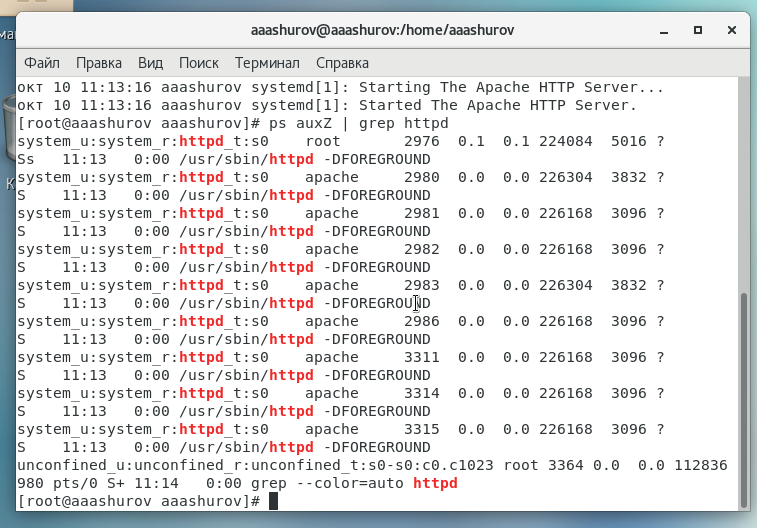 aaashurov@aaashurov:/home/aaashurov
Файл Правка Вид Поиск Терминал Справка
окт 10 11:13:16 aaashurov systemd[1]: Starting The Apache HTTP Server...
окт 10 11:13:16 aaashurov systemd[1]: Started The Apache HTTP Server.
[root@aaashurov aaashurov]# ps auxZ | grep httpd
system_u:system_r:httpd_t:s0    root       2976  0.1  0.1 224084  5016 ?
Ss   11:13   0:00 /usr/sbin/httpd -DFOREGROUND
system_u:system_r:httpd_t:s0    apache     2980  0.0  0.0 226304  3832 ?
S    11:13   0:00 /usr/sbin/httpd -DFOREGROUND
system_u:system_r:httpd_t:s0    apache     2981  0.0  0.0 226168  3096 ?
S    11:13   0:00 /usr/sbin/httpd -DFOREGROUND
system_u:system_r:httpd_t:s0    apache     2982  0.0  0.0 226168  3096 ?
S    11:13   0:00 /usr/sbin/httpd -DFOREGROUND
system_u:system_r:httpd_t:s0    apache     2983  0.0  0.0 226304  3832 ?
S    11:13   0:00 /usr/sbin/httpd -DFOREGROUND
system_u:system_r:httpd_t:s0    apache     2986  0.0  0.0 226168  3096 ?
S    11:13   0:00 /usr/sbin/httpd -DFOREGROUND
system_u:system_r:httpd_t:s0    apache     3311  0.0  0.0 226168  3096 ?
S    11:13   0:00 /usr/sbin/httpd -DFOREGROUND
system_u:system_r:httpd_t:s0    apache     3314  0.0  0.0 226168  3096 ?
S    11:13   0:00 /usr/sbin/httpd -DFOREGROUND
system_u:system_r:httpd_t:s0    apache     3315  0.0  0.0 226168  3096 ?
S    11:13   0:00 /usr/sbin/httpd -DFOREGROUND
unconfined_u:unconfined_r:unconfined_t:s0-s0:c0.c1023 root 3364 0.0  0.0 112836
980 pts/0 S+ 11:14   0:00 grep --color=auto httpd
[root@aaashurov aaashurov]#